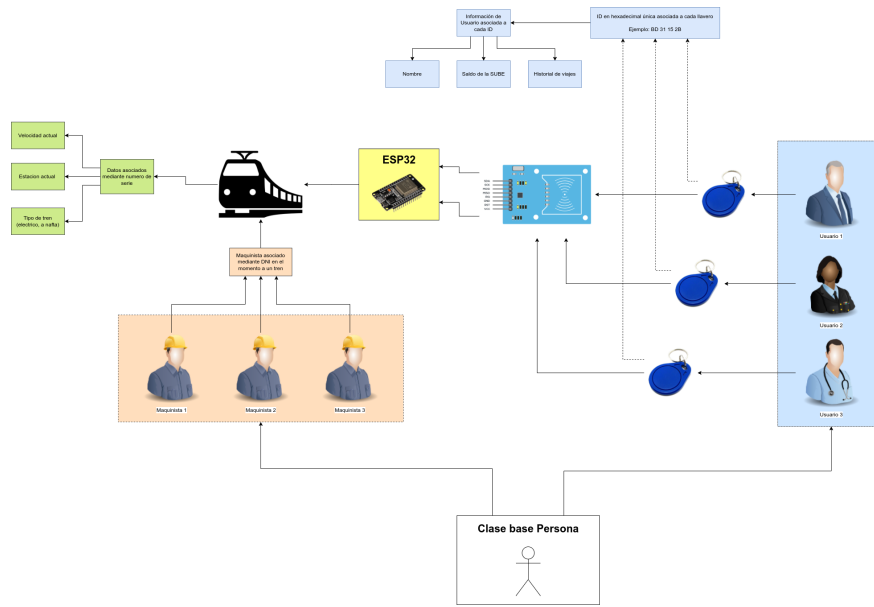 Información de
Usuario asociada a
cada ID
ID en hexadecimal única asociada a cada llavero
Ejemplo: BD 31 15 2B
Nombre
Saldo de la SUBE
Historial de viajes
Velocidad actual
Estacion actual
Tipo de tren
(electrico, a nafta)
Datos asociados
mediante numero de
serie
ESP32
Usuario 1
Maquinista asociado
mediante DNI en el
momento a un tren
Usuario 2
Maquinista 1
Maquinista 2
Maquinista 3
Usuario 3
Clase base Persona